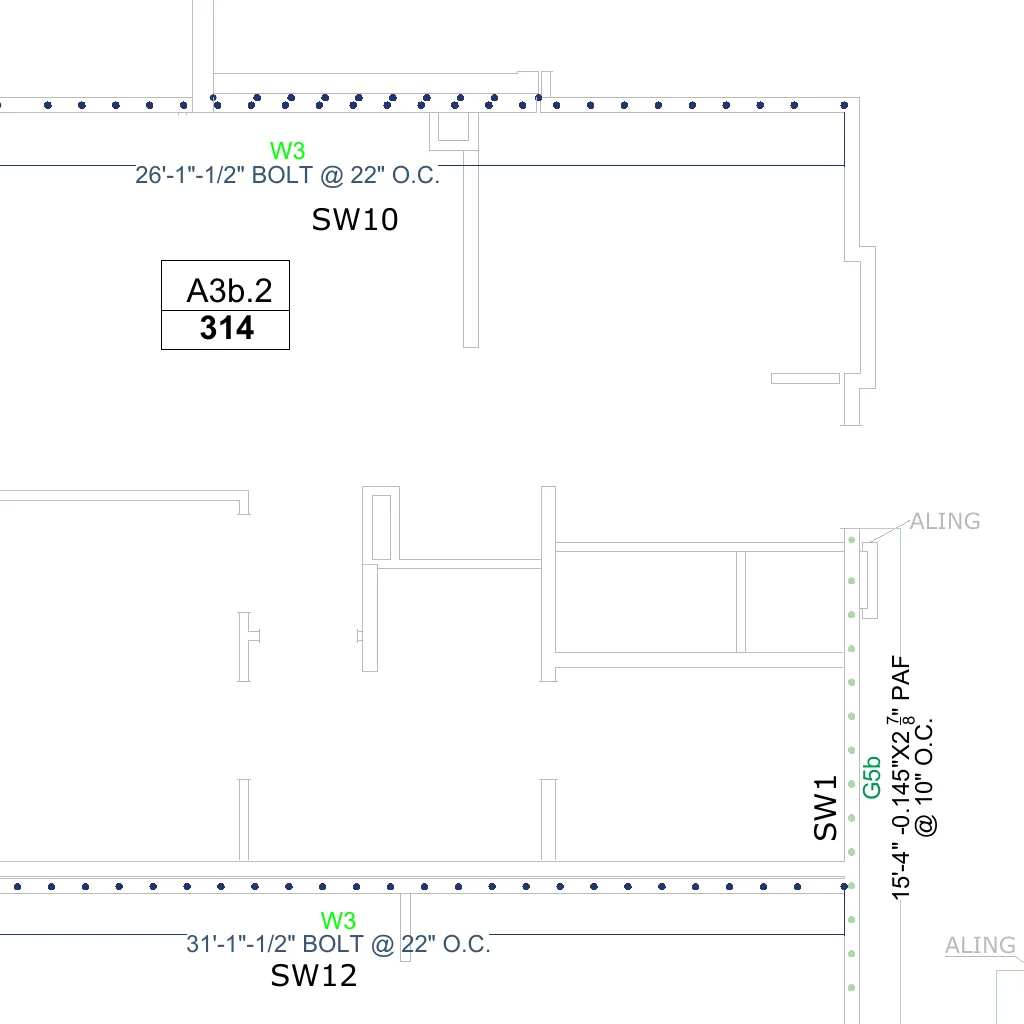 W3
26'-1"-1/2" BOLT @ 22" O.C.
SW10
A3b.2
314
ALING
SW1
G5b
15'-4" -0.145"X2 7/8" PAF
@ 10" O.C.
W3
31'-1"-1/2" BOLT @ 22" O.C.
SW12
ALING